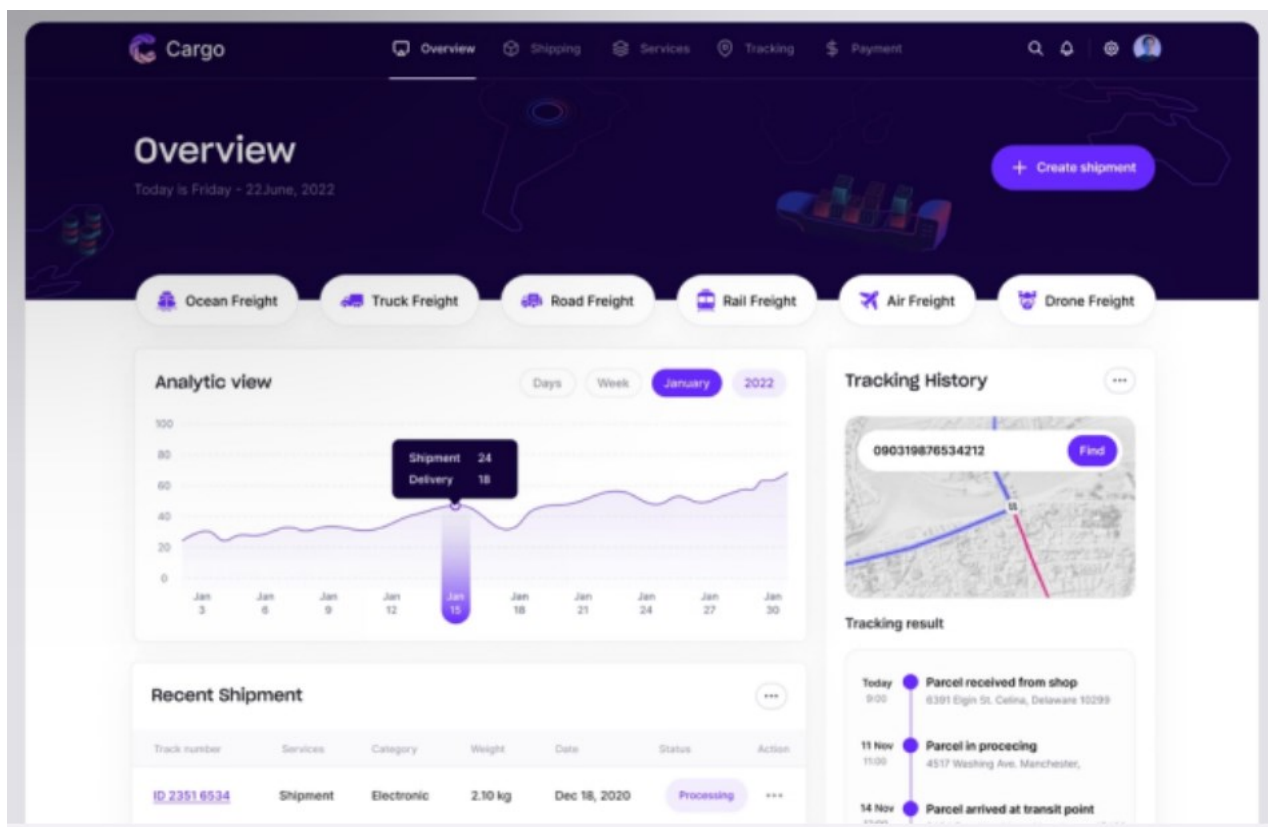 Cargo
Overview
Shipping
Services
Tracking
Payment
Overview
Today is Friday - 22June, 2022
+ Create shipment
Ocean Freight
Truck Freight
Road Freight
Rail Freight
Air Freight
Drone Freight
Analytic view
Days
Week
January
2022
100
80
60
40
20
0
Shipment 24
Delivery 18
Jan 3
Jan 6
Jan 9
Jan 12
Jan 15
Jan 18
Jan 21
Jan 24
Jan 27
Jan 30
Recent Shipment
Track number Services Category Weight Date Status Action
ID 2351 6534 Shipment Electronic 2.10 kg Dec 18, 2020 Processing
Tracking History
090319876534212
Find
Tracking result
Today Parcel received from shop
9:00 6391 Elgin St. Celina, Delaware 10299
11 Nov Parcel in procecing
11:00 4517 Washing Ave. Manchester,
14 Nov Parcel arrived at transit point